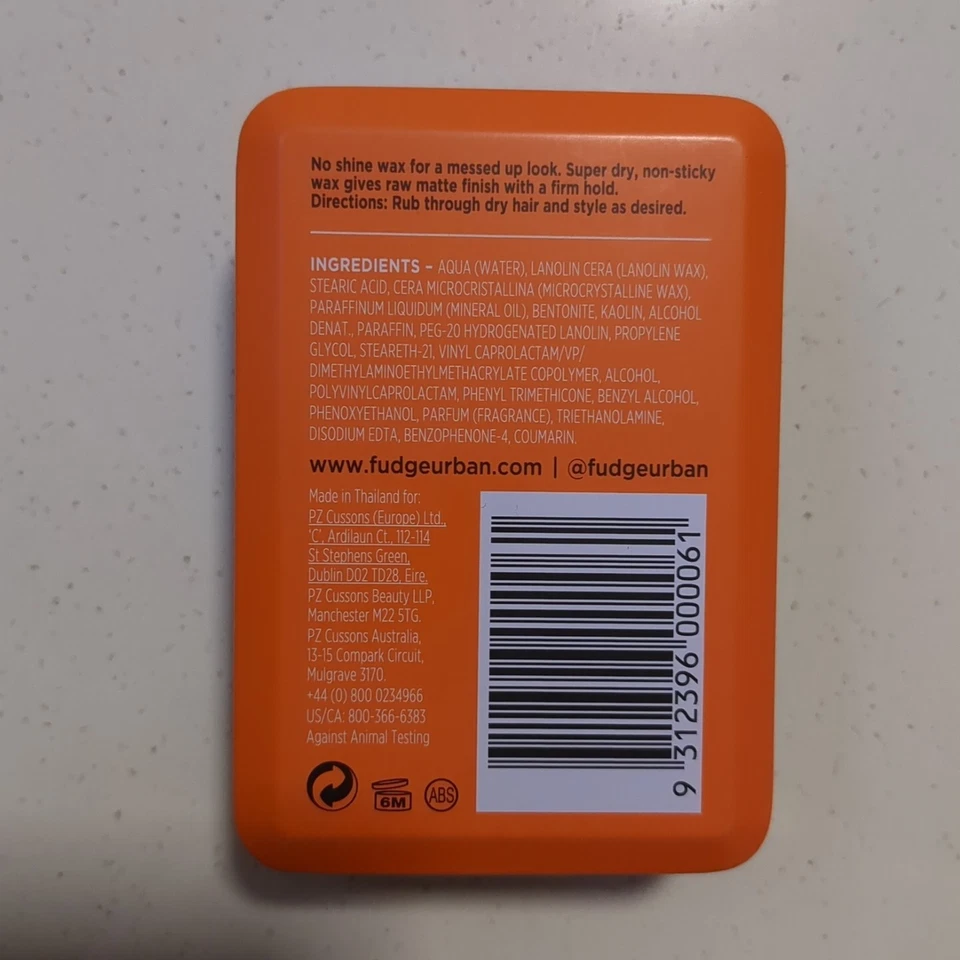 No shine wax for a messed up look. Super dry, non-sticky
wax gives raw matte finish with a firm hold.
Directions: Rub through dry hair and style as desired.
INGREDIENTS – AQUA (WATER), LANOLIN CERA (LANOLIN WAX),
STEARIC ACID, CERA MICROCRISTALLINA (MICROCRYSTALLINE WAX),
PARAFFINUM LIQUIDUM (MINERAL OIL), BENTONITE, KAOLIN, ALCOHOL
DENAT., PARAFFIN, PEG-20 HYDROGENATED LANOLIN, PROPYLENE
GLYCOL, STEARETH-21, VINYL CAPROLACTAM/VP/
DIMETHYLAMINOETHYLMETHACRYLATE COPOLYMER, ALCOHOL,
POLYVINYLCAPROLACTAM, PHENYL TRIMETHICONE, BENZYL ALCOHOL,
PHENOXYETHANOL, PARFUM (FRAGRANCE), TRIETHANOLAMINE,
DISODIUM EDTA, BENZOPHENONE-4, COUMARIN.
www.fudgeurban.com | @fudgeurban
Made in Thailand for:
PZ Cussons (Europe) Ltd.,
'C', Ardilaun Ct., 112-114
St Stephens Green,
Dublin D02 TD28, Eire.
PZ Cussons Beauty LLP,
Manchester M22 5TG.
PZ Cussons Australia,
13-15 Compark Circuit,
Mulgrave 3170.
+44 (0) 800 0234966
US/CA: 800-366-6383
Against Animal Testing
6M
ABS
9 312396 000061